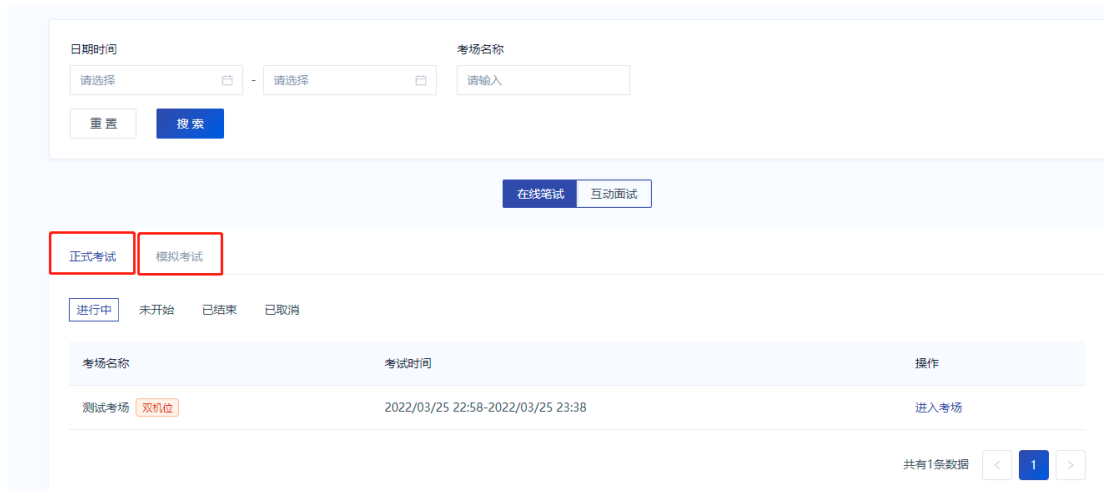 日期时间 考场名称
请选择 - 请选择 请输入
重置 搜索
在线笔试 互动面试
正式考试 模拟考试
进行中 未开始 已结束 已取消
考场名称 考试时间 操作
测试考场 双机位 2022/03/25 22:58-2022/03/25 23:38 进入考场
共有1条数据 < 1 >